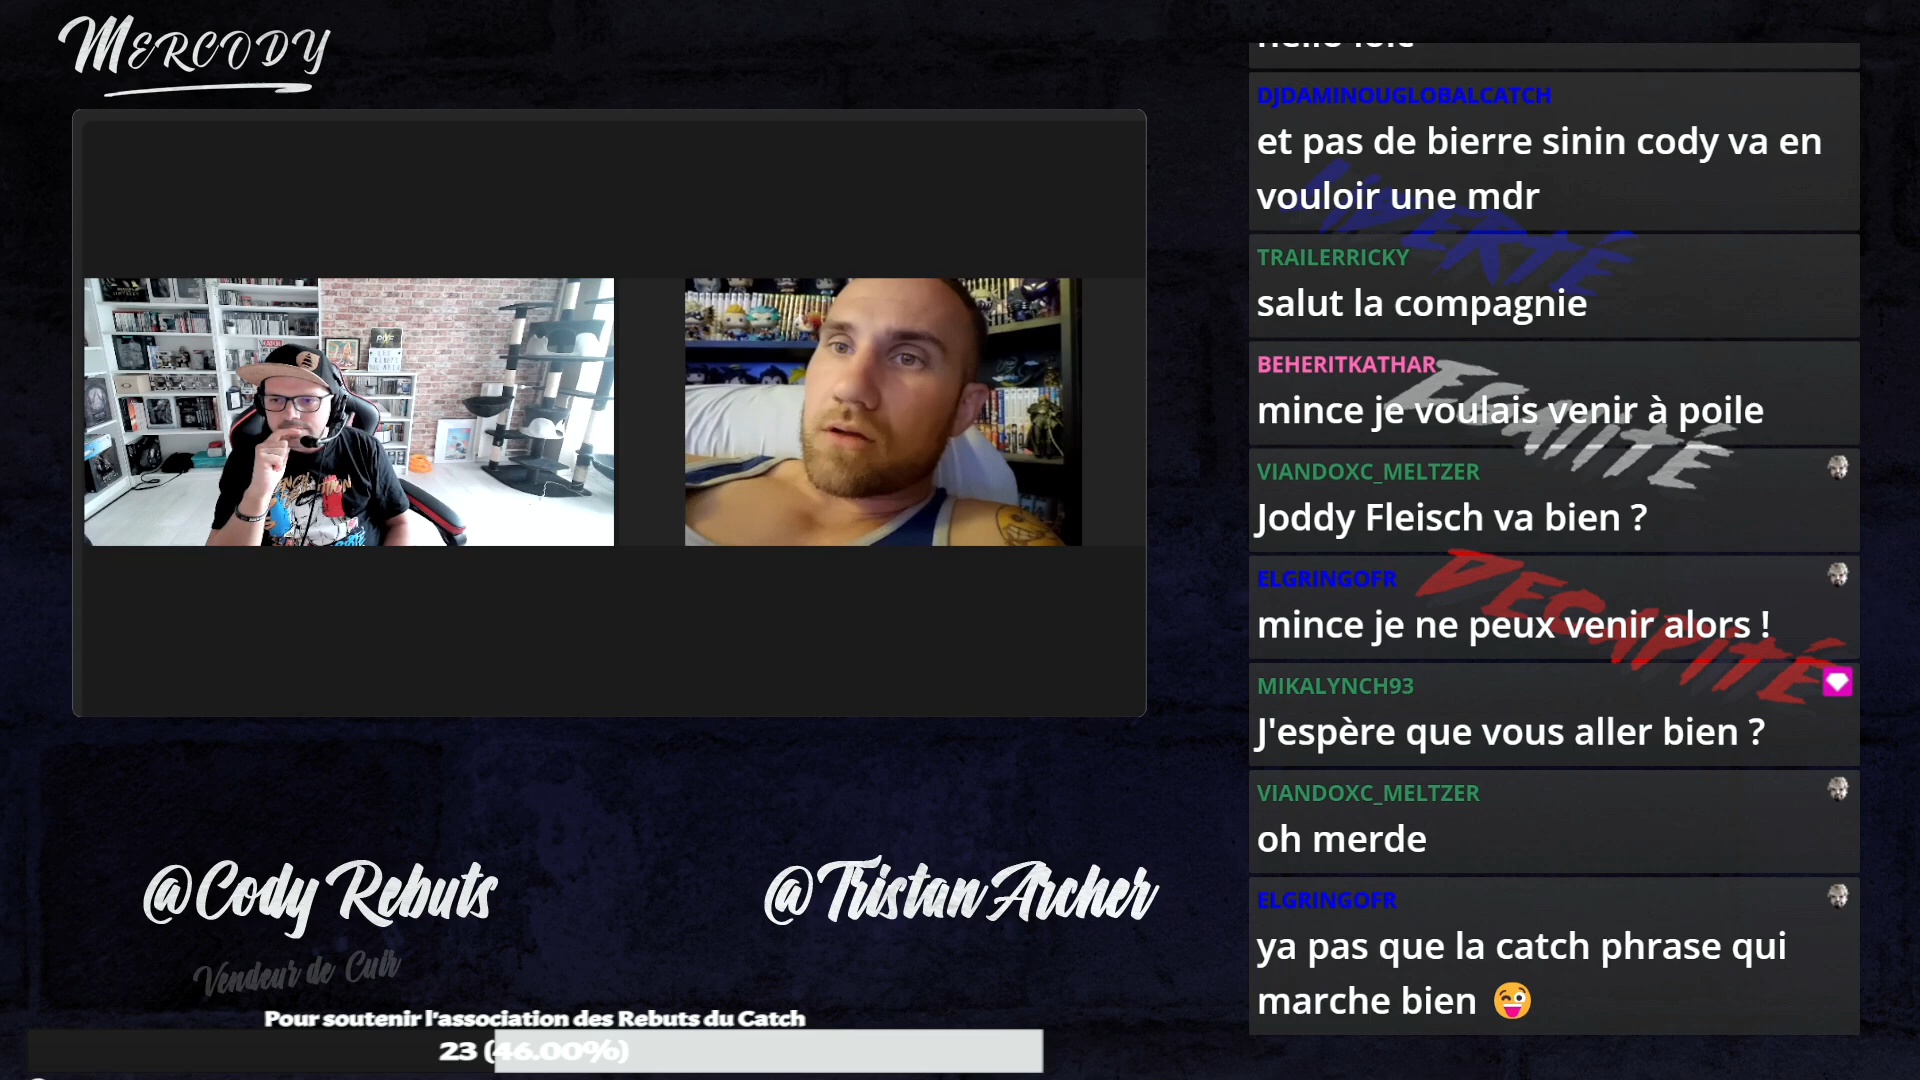 MERCODY
DJDAMINOUGLOBALCATCH
et pas de bierre sinin cody va en
vouloir une mdr
TRAILERRICKY
salut la compagnie
BEHERITKATHAR
mince je voulais venir à poile
VIANDOXC_MELTZER
Joddy Fleisch va bien ?
ELGRINGOFR
mince je ne peux venir alors !
MIKALYNCH93
J'espère que vous aller bien ?
VIANDOXC_MELTZER
oh merde
ELGRINGOFR
ya pas que la catch phrase qui
marche bien 😜
LIBERTÉ
EGALITÉ
DECAPITÉ
@Cody Rebuts
@Tristan Archer
Vendeur de Cuir
Pour soutenir l'association des Rebuts du Catch
23 (46.00%)